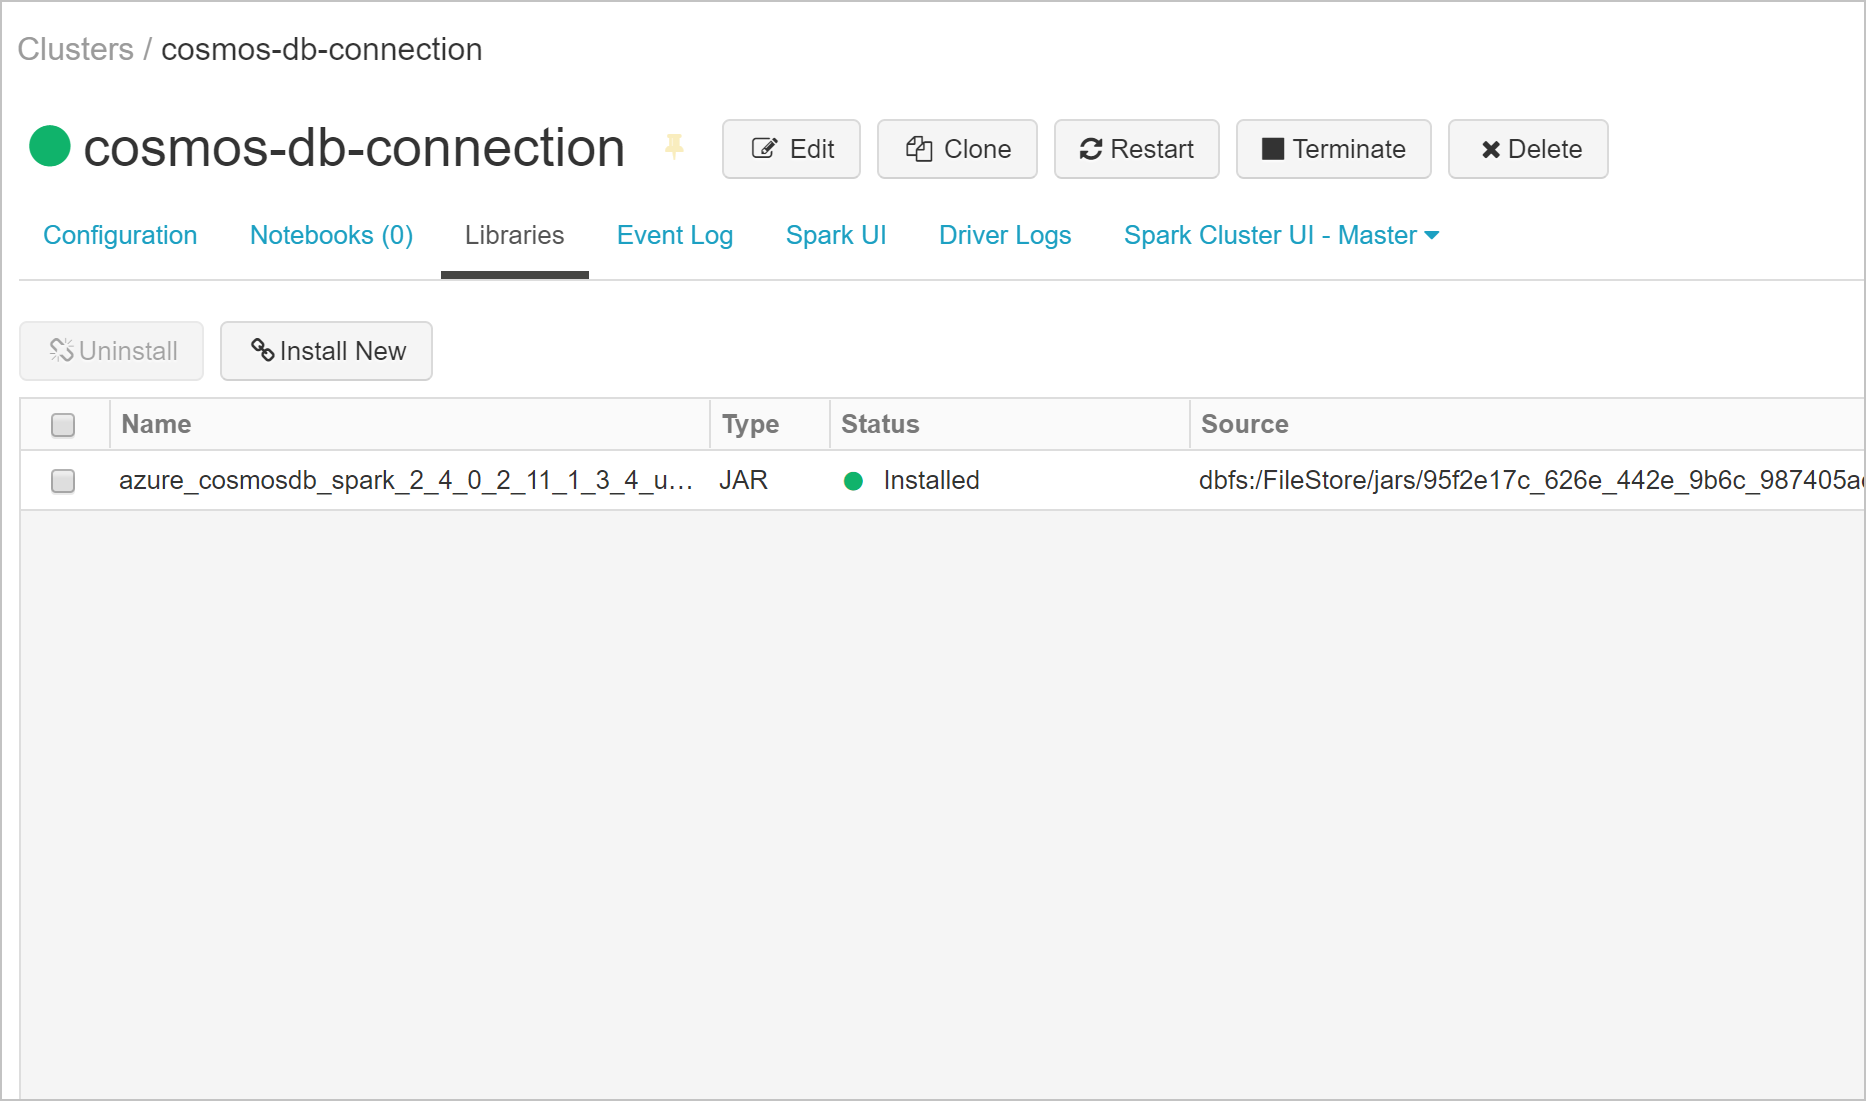 Clusters / cosmos-db-connection
cosmos-db-connection Edit Clone Restart Terminate Delete
Configuration Notebooks (0) Libraries Event Log Spark UI Driver Logs Spark Cluster UI - Master
Uninstall Install New
Name Type Status Source
azure_cosmosdb_spark_2_4_0_2_11_1_3_4_u... JAR Installed dbfs:/FileStore/jars/95f2e17c_626e_442e_9b6c_987405a